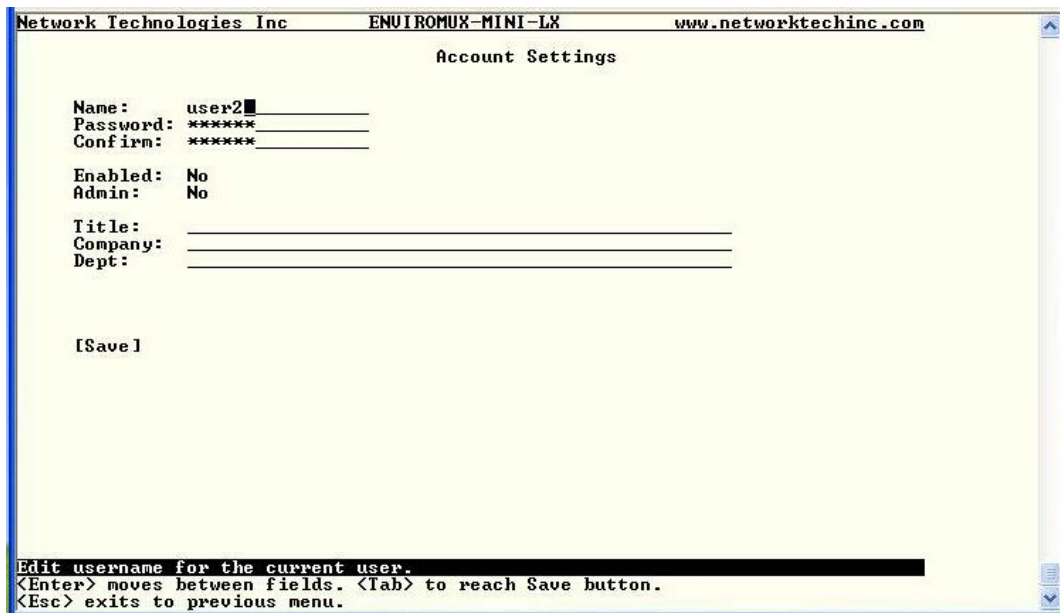 Network Technologies Inc ENVIROMUX-MINI-LX www.networktechinc.com
Account Settings
Name: user2
Password: ******
Confirm: ******
Enabled: No
Admin: No
Title:
Company:
Dept:
[Save]
Edit username for the current user.
<Enter> moves between fields. <Tab> to reach Save button.
<Esc> exits to previous menu.